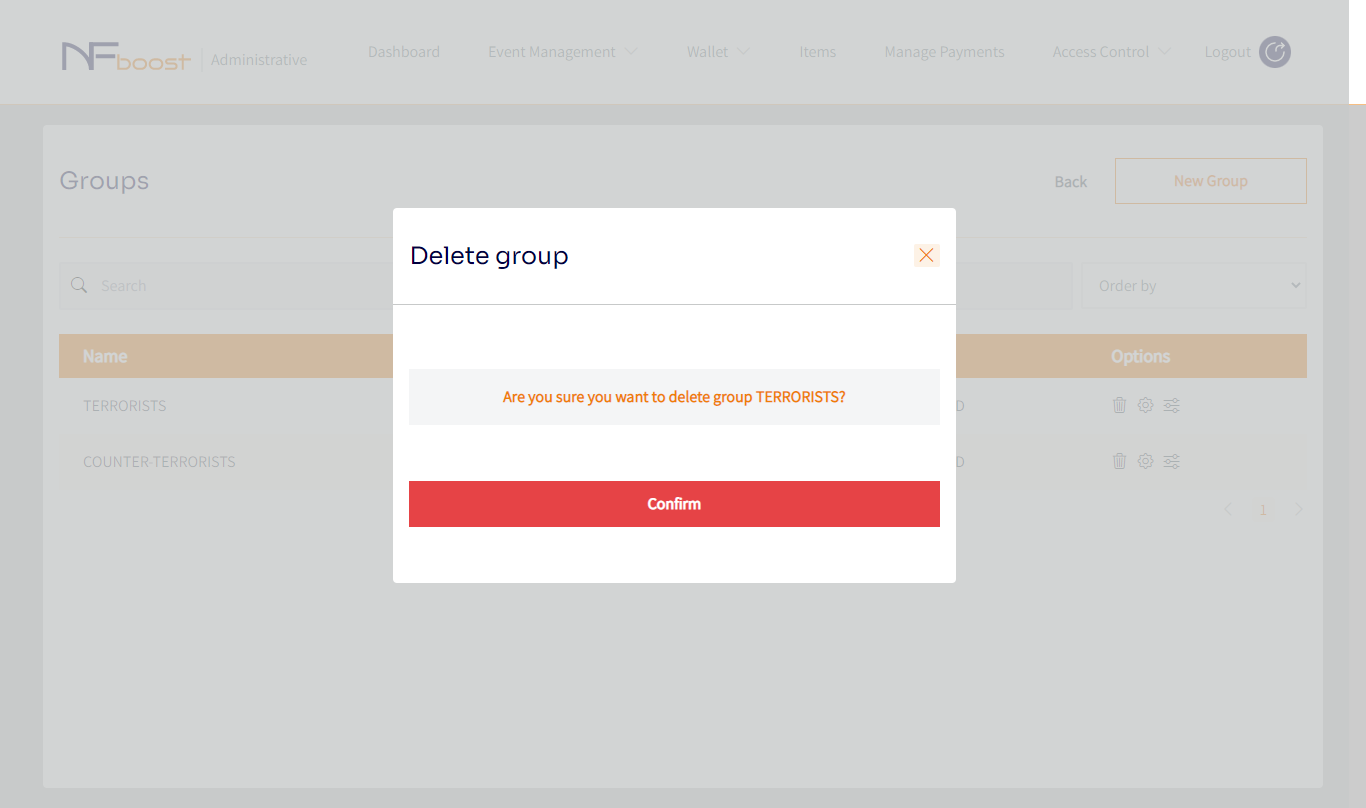 NFboost Administrative Dashboard Event Management Wallet Items Manage Payments Access Control Logout
Groups Back New Group
Delete group
Search Order by
Name Options
Are you sure you want to delete group TERRORISTS?
TERRORISTS D
COUNTER-TERRORISTS D
Confirm
1